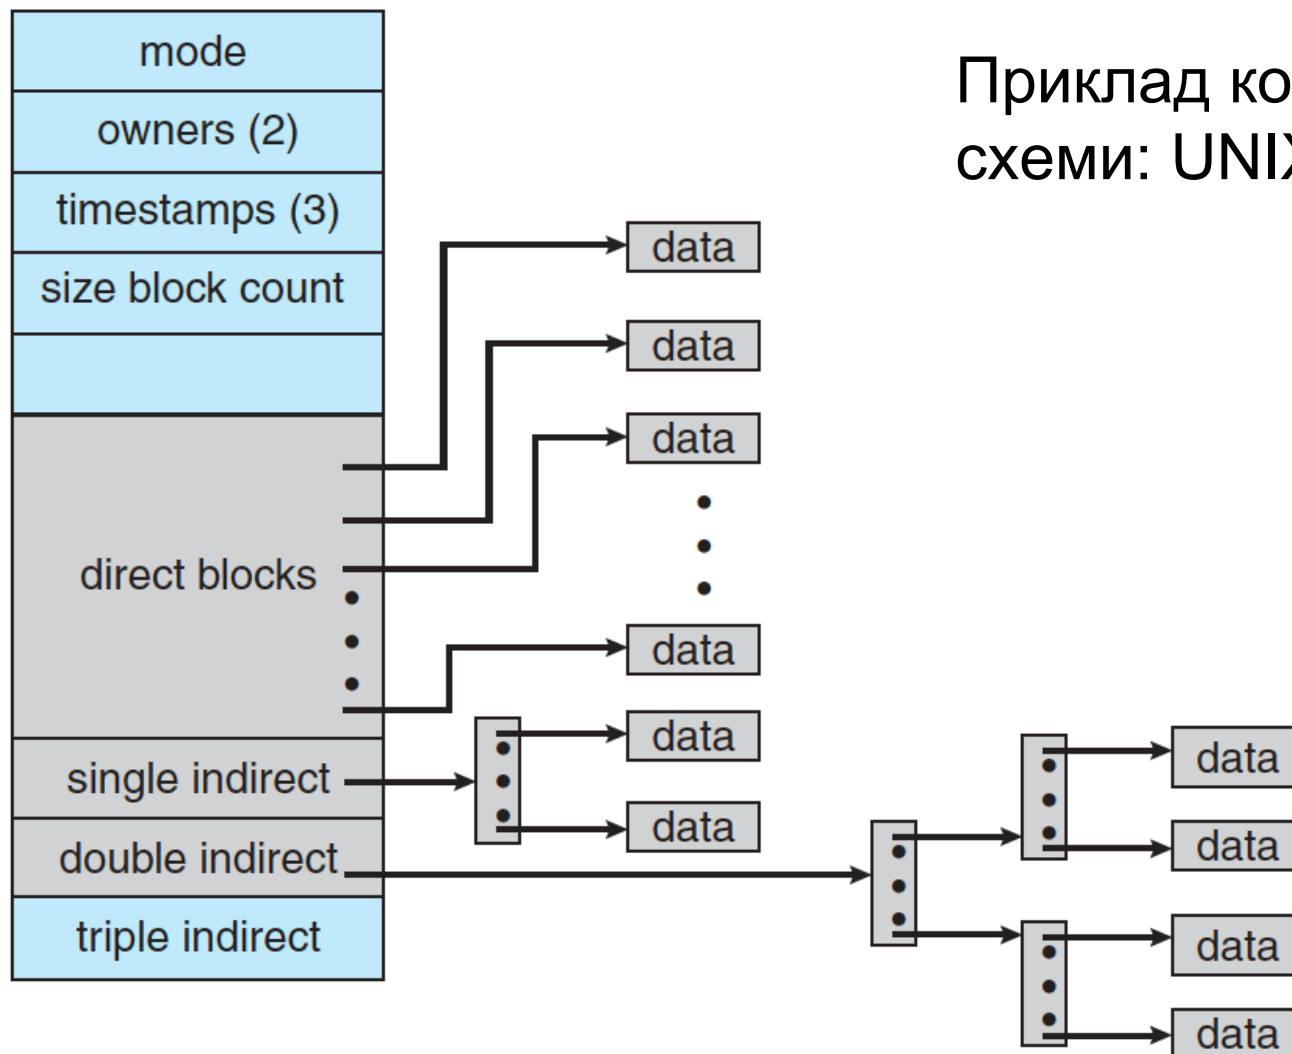 mode
owners (2)
timestamps (3)
size block count
direct blocks
single indirect
double indirect
triple indirect
data
data
data
data
data
data
data
data
data
data
Приклад ко
схеми: UNIX